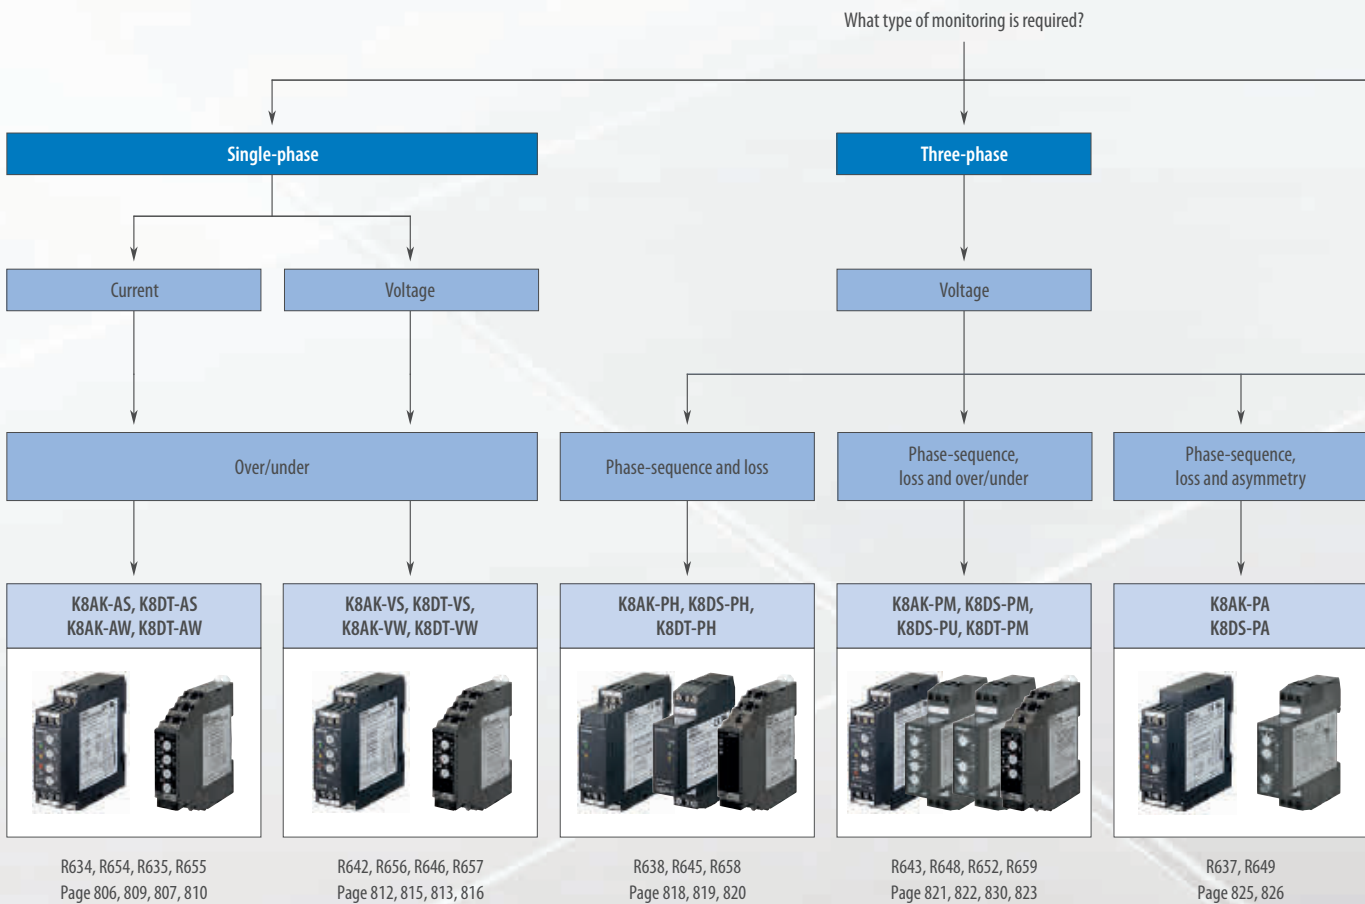 What type of monitoring is required?
Single-phase
Three-phase
Current
Voltage
Voltage
Over/under
Phase-sequence and loss
Phase-sequence,
loss and over/under
Phase-sequence,
loss and asymmetry
K8AK-AS, K8DT-AS
K8AK-AW, K8DT-AW
K8AK-VS, K8DT-VS,
K8AK-VW, K8DT-VW
K8AK-PH, K8DS-PH,
K8DT-PH
K8AK-PM, K8DS-PM,
K8DS-PU, K8DT-PM
K8AK-PA
K8DS-PA
R634, R654, R635, R655
Page 806, 809, 807, 810
R642, R656, R646, R657
Page 812, 815, 813, 816
R638, R645, R658
Page 818, 819, 820
R643, R648, R652, R659
Page 821, 822, 830, 823
R637, R649
Page 825, 826